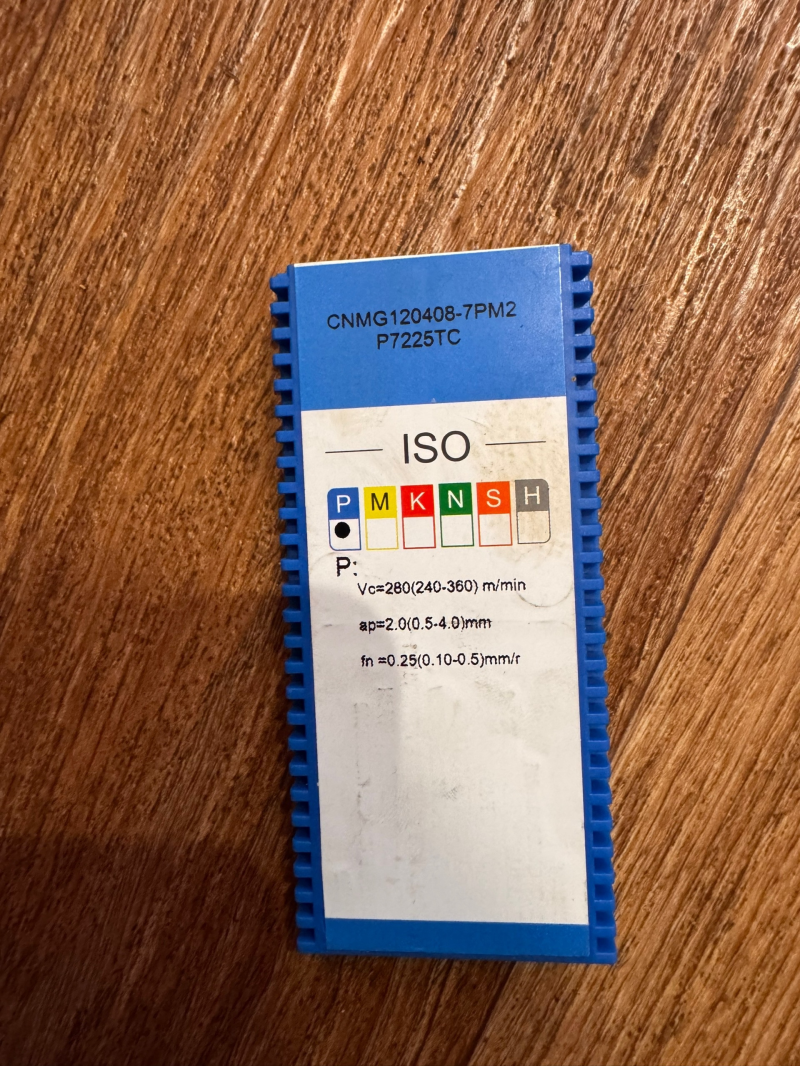 CNMG120408-7PM2
P7225TC
ISO
P M K N S H
P:
Vc=280(240-360) m/min
ap=2.0(0.5-4.0)mm
fn =0.25(0.10-0.5)mm/r